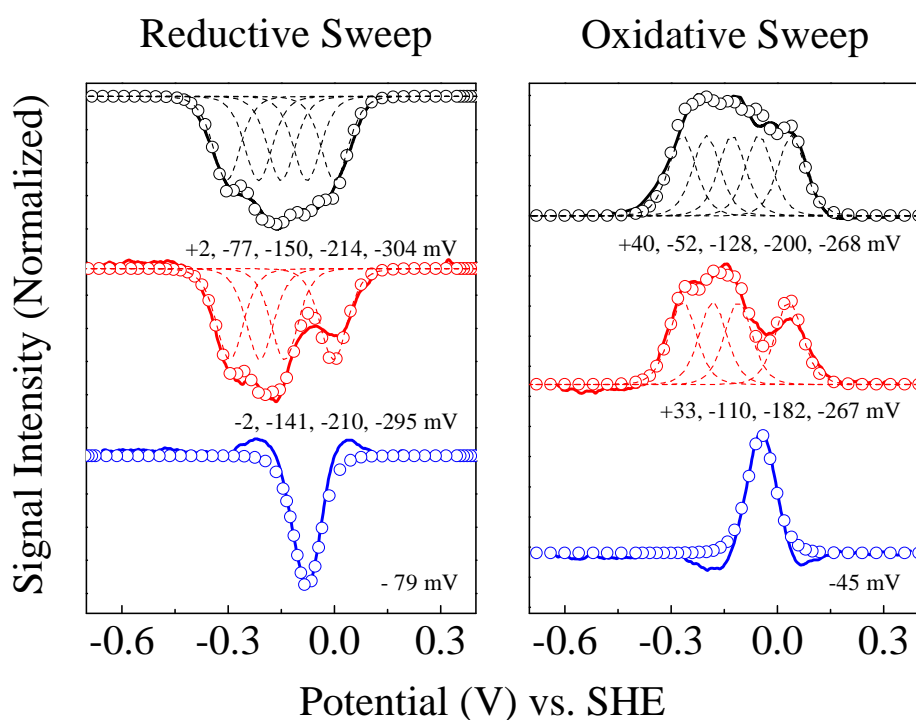 Reductive Sweep
Oxidative Sweep
Signal Intensity (Normalized)
+2, -77, -150, -214, -304 mV
-2, -141, -210, -295 mV
- 79 mV
+40, -52, -128, -200, -268 mV
+33, -110, -182, -267 mV
-45 mV
-0.6 -0.3 0.0 0.3
-0.6 -0.3 0.0 0.3
Potential (V) vs. SHE